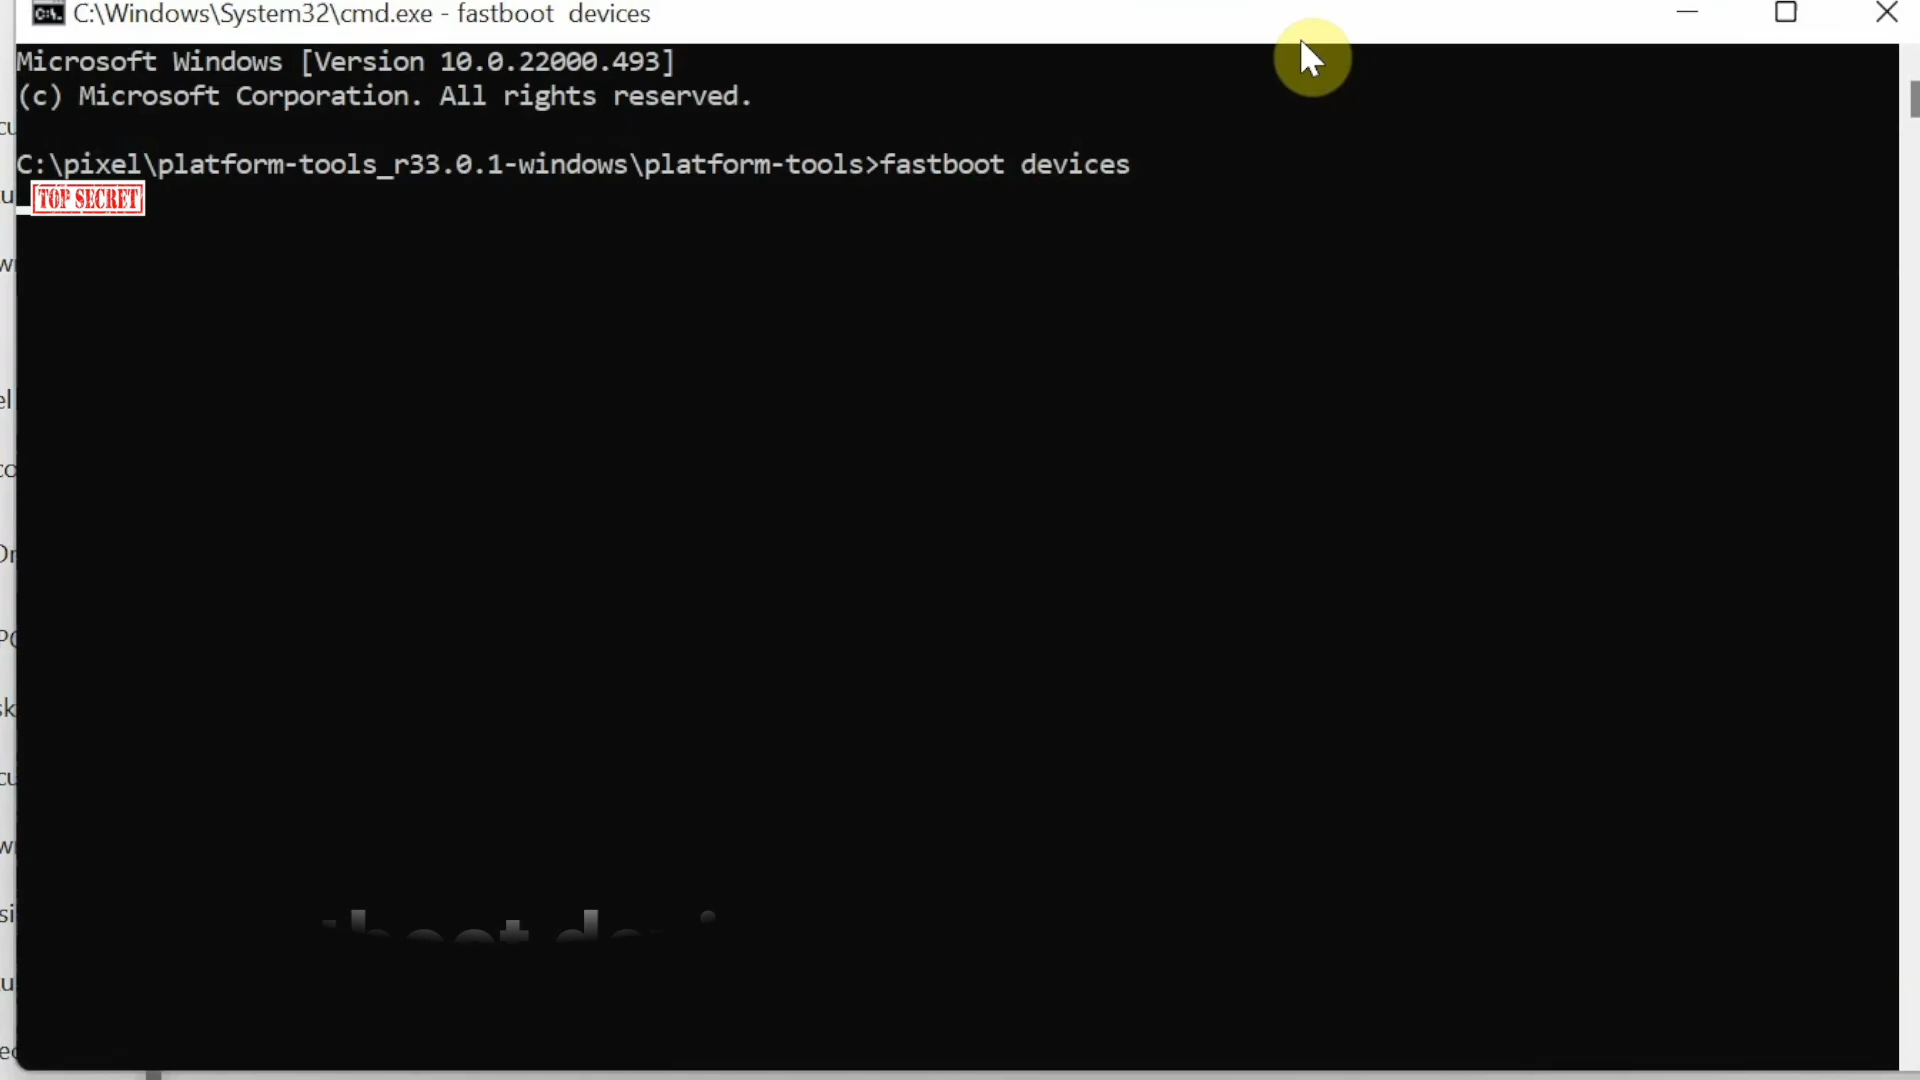 C:\Windows\System32\cmd.exe - fastboot  devices
Microsoft Windows [Version 10.0.22000.493]
(c) Microsoft Corporation. All rights reserved.
C:\pixel\platform-tools_r33.0.1-windows\platform-tools>fastboot devices
TOP SECRET